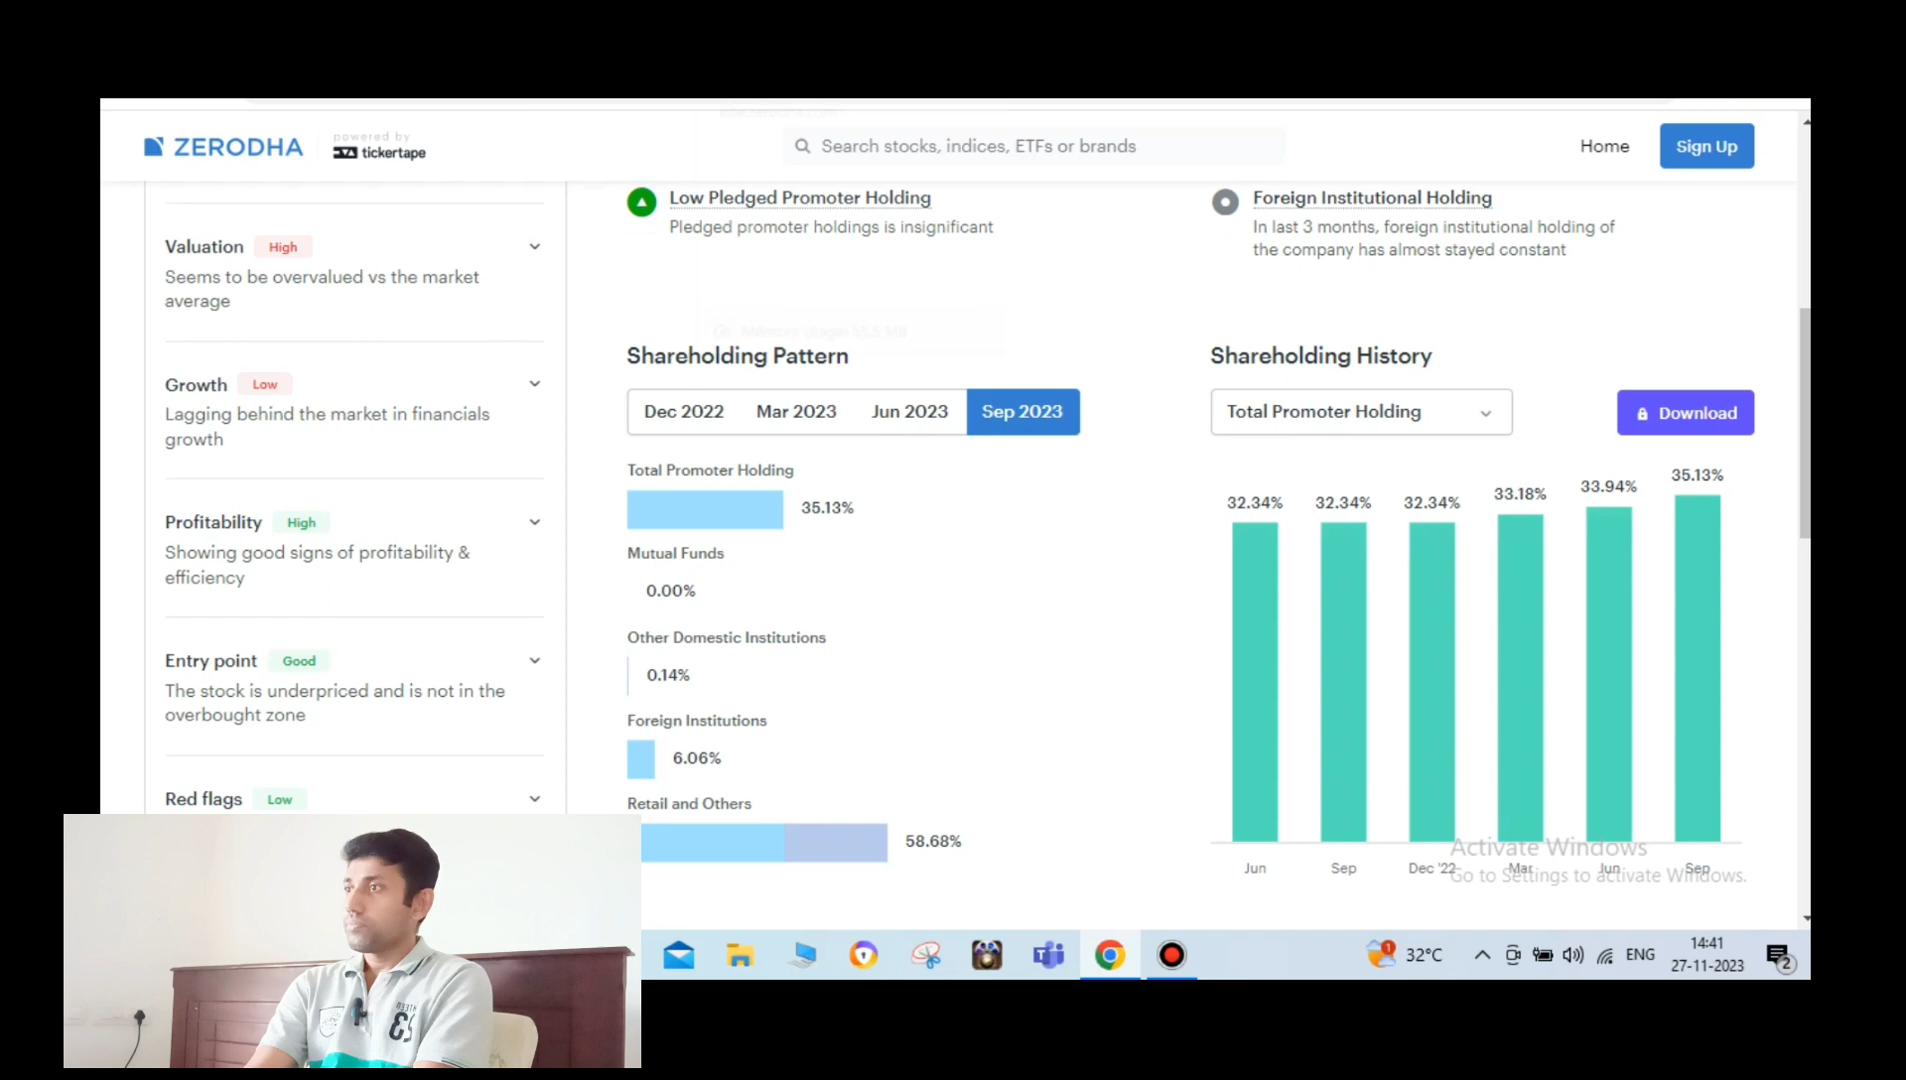 ZERODHA
powered by
tickertape
Search stocks, indices, ETFs or brands
Home
Sign Up
Valuation High
Seems to be overvalued vs the market
average
Growth Low
Lagging behind the market in financials
growth
Profitability High
Showing good signs of profitability &
efficiency
Entry point Good
The stock is underpriced and is not in the
overbought zone
Red flags Low
Low Pledged Promoter Holding
Pledged promoter holdings is insignificant
Foreign Institutional Holding
In last 3 months, foreign institutional holding of
the company has almost stayed constant
Shareholding Pattern
Dec 2022 Mar 2023 Jun 2023 Sep 2023
Total Promoter Holding
35.13%
Mutual Funds
0.00%
Other Domestic Institutions
0.14%
Foreign Institutions
6.06%
Retail and Others
58.68%
Shareholding History
Total Promoter Holding
Download
32.34% 32.34% 32.34% 33.18% 33.94% 35.13%
Jun Sep Dec '22 Mar Jun Sep
Activate Windows
Go to Settings to activate Windows.
1
32°C
ENG
14:41
27-11-2023
2